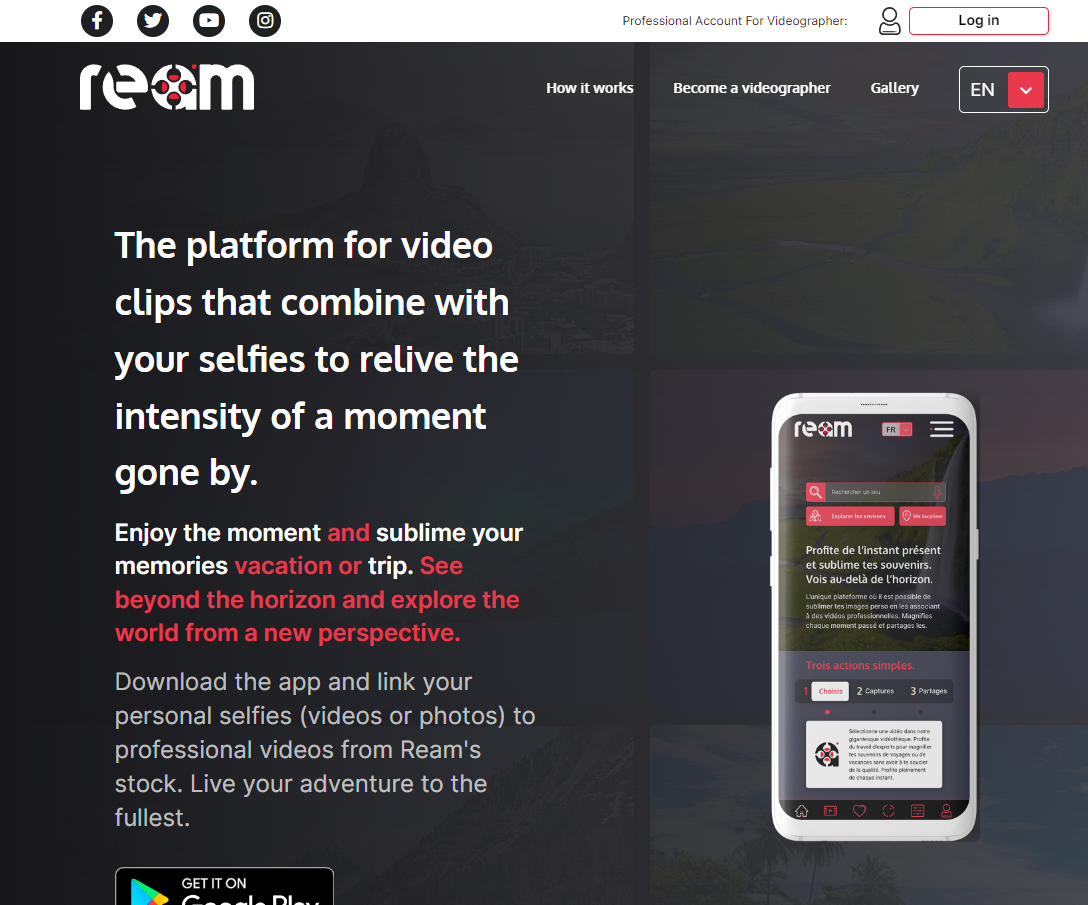 Professional Account For Videographer:
Log in
ream
How it works
Become a videographer
Gallery
EN
The platform for video
clips that combine with
your selfies to relive the
intensity of a moment
gone by.
Enjoy the moment and sublime your
memories vacation or trip. See
beyond the horizon and explore the
world from a new perspective.
Download the app and link your
personal selfies (videos or photos) to
professional videos from Ream's
stock. Live your adventure to the
fullest.
GET IT ON
Google Play
ream
FR
Rechercher un lieu
Explorer les environs
Me localiser
Profite de l'instant présent
et sublime tes souvenirs.
Vois au-delà de l'horizon.
L'unique plateforme où il est possible de
sublimer tes images perso en les associant
à des vidéos professionnelles. Magnifies
chaque moment passé et partages les.
Trois actions simples.
1 Choisis
2 Captures
3 Partages
Sélectionne une vidéo dans notre
gigantesque vidéothèque. Profite
du travail d'experts pour magnifier
tes souvenirs de voyages ou de
vacances sans avoir à te soucier
de la qualité. Profite pleinement
de chaque instant.